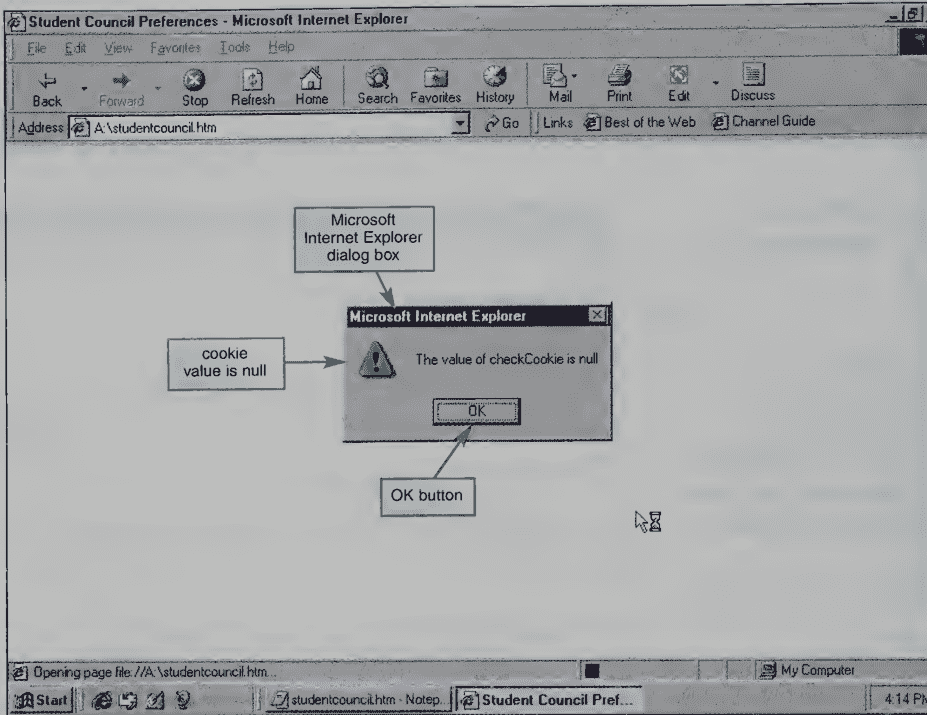 Student Council Preferences - Microsoft Internet Explorer
File Edit View Favorites Tools Help
Back Forward Stop Refresh Home Search Favorites History Mail Print Edit Discuss
Address A:\studentcouncil.htm Go Links Best of the Web Channel Guide
Microsoft
Internet Explorer
dialog box
Microsoft Internet Explorer
cookie
value is null
The value of checkCookie is null
OK
OK button
Opening page file://A:\studentcouncil.htm... My Computer
Start studentcouncil.htm - Notep... Student Council Pref... 4:14 PM